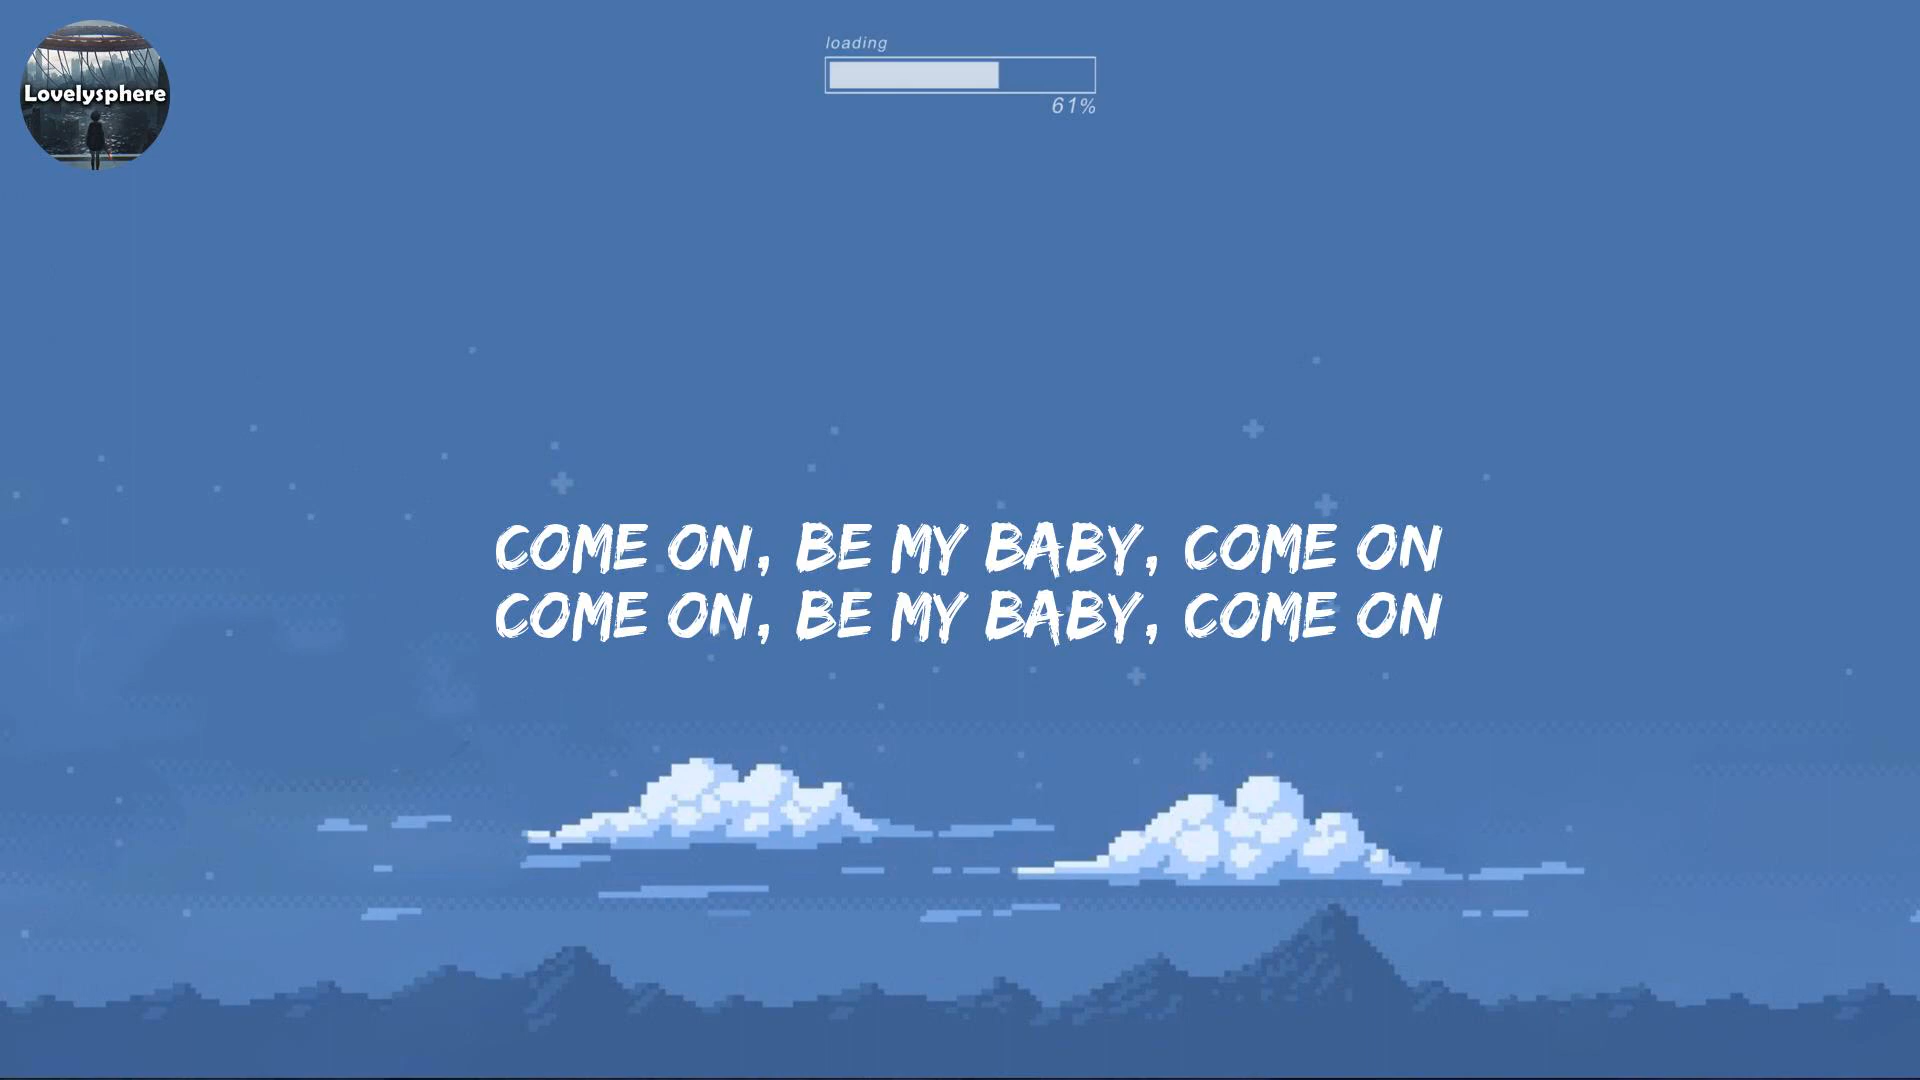 Lovelysphere
loading
61%
COME ON, BE MY BABY, COME ON
COME ON, BE MY BABY, COME ON